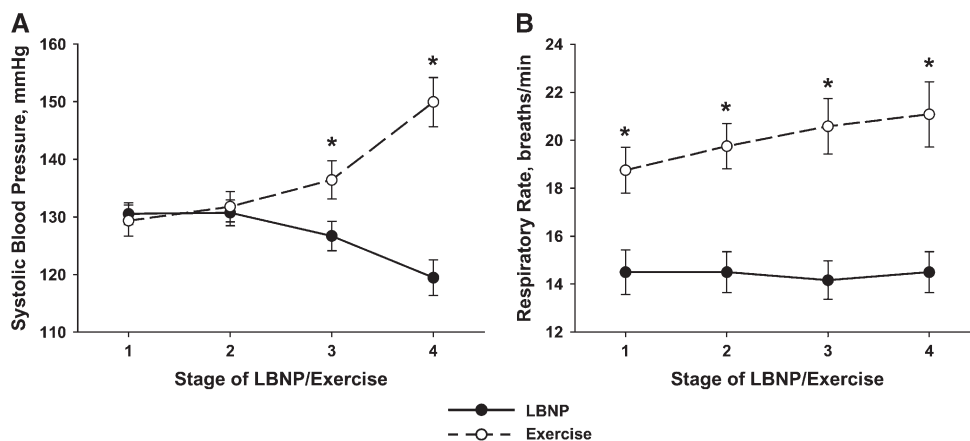 A
Systolic Blood Pressure, mmHg
160
150
140
130
120
110
*
*
1 2 3 4
Stage of LBNP/Exercise
B
Respiratory Rate, breaths/min
24
22
20
18
16
14
12
*
*
*
*
1 2 3 4
Stage of LBNP/Exercise
LBNP
Exercise